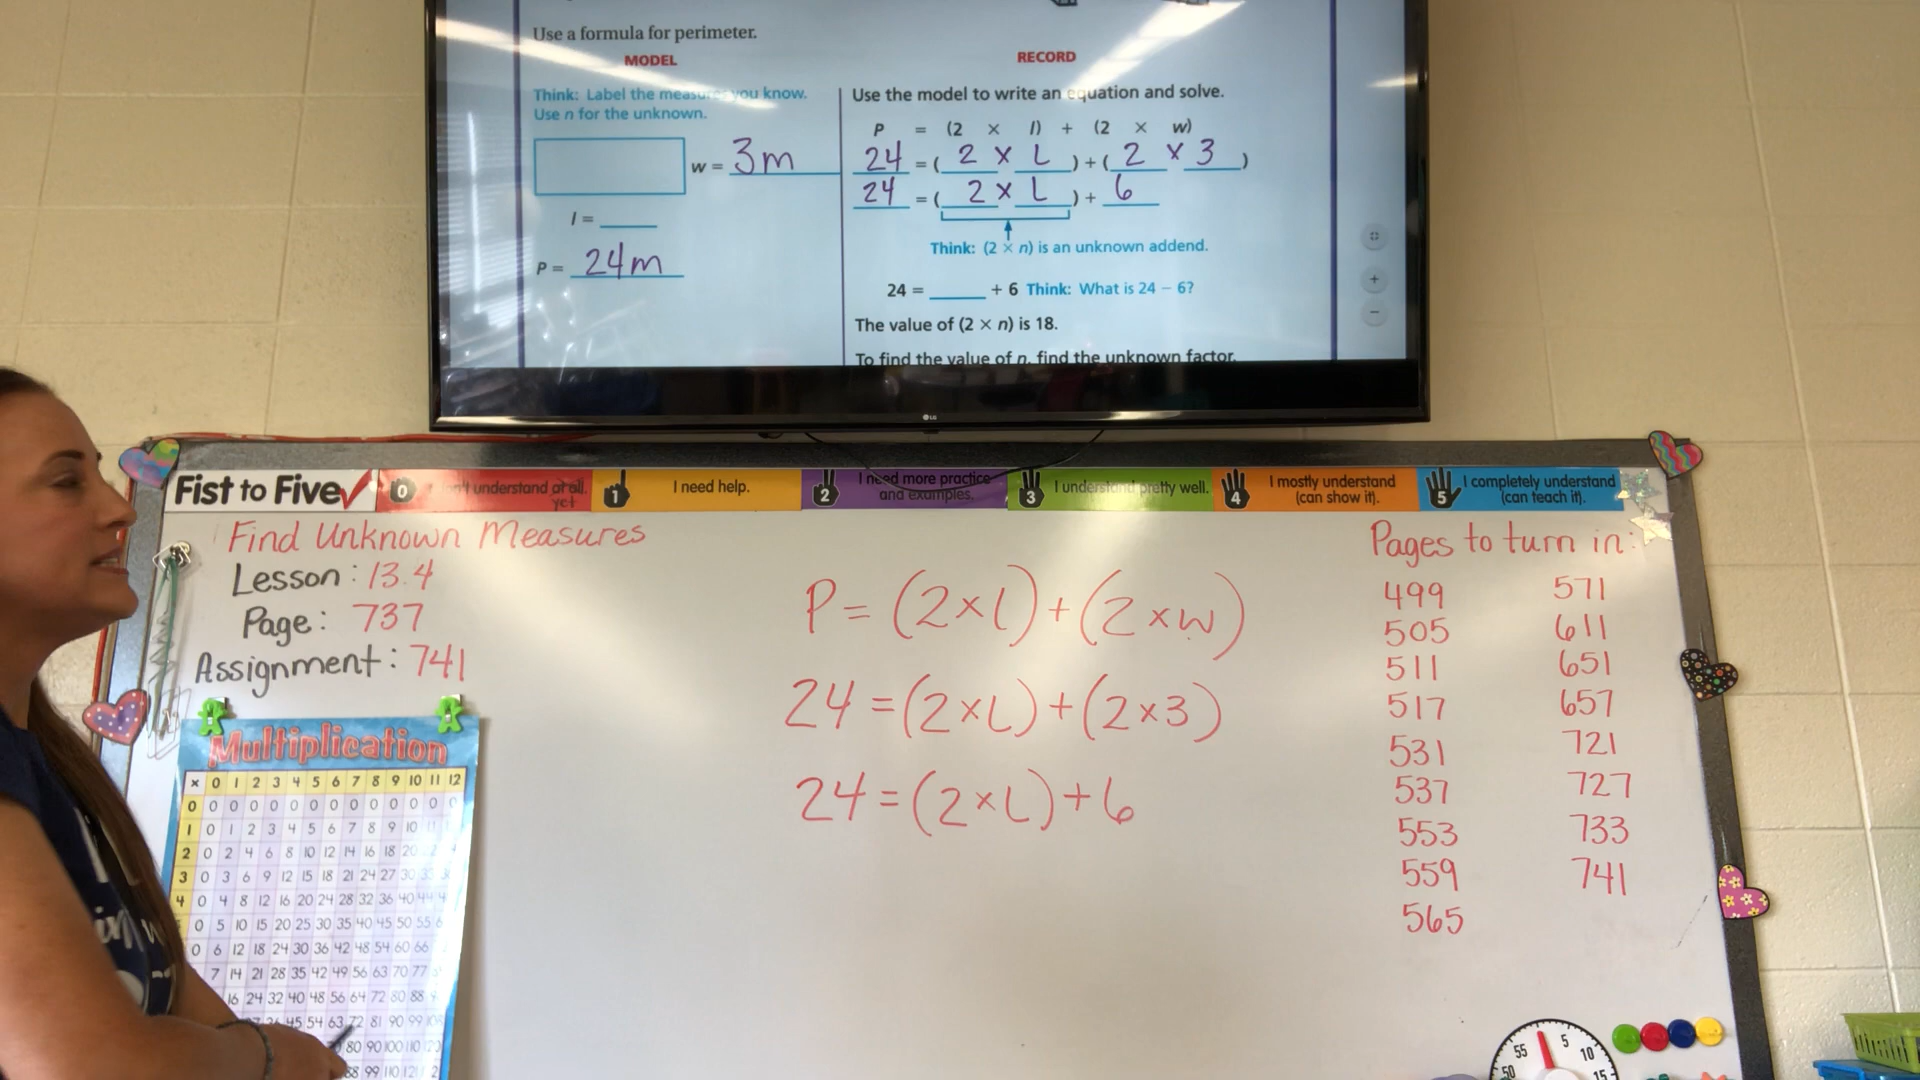 Use a formula for perimeter.
MODEL
Think: Label the measures you know.
Use n for the unknown.
w = 3m
l =
P = 24m
RECORD
Use the model to write an equation and solve.
P = (2 × l) + (2 × w)
24 = ( 2 × L ) + ( 2 × 3 )
24 = ( 2 × L ) + 6
Think: (2 × n) is an unknown addend.
24 = ____ + 6 Think: What is 24 − 6?
The value of (2 × n) is 18.
To find the value of n, find the unknown factor.
LG
Fist to Five
0 understand at all. yet
1 I need help.
2 I need more practice and examples.
3 I understand pretty well.
4 I mostly understand (can show it).
5 I completely understand (can teach it).
Find Unknown Measures
Lesson: 13.4
Page: 737
Assignment: 741
P = (2×l)+(2×w)
24 = (2×L)+(2×3)
24 = (2×L)+6
Pages to turn in:
499 571
505 611
511 651
517 657
531 721
537 727
553 733
559 741
565
Multiplication
× 0 1 2 3 4 5 6 7 8 9 10 11 12
0 0 0 0 0 0 0 0 0 0 0 0 0 0
1 0 1 2 3 4 5 6 7 8 9 10 11
2 0 2 4 6 8 10 12 14 16 18 20
3 0 3 6 9 12 15 18 21 24 27 30 33
4 0 4 8 12 16 20 24 28 32 36 40 44
0 5 10 15 20 25 30 35 40 45 50 55
0 6 12 18 24 30 36 42 48 54 60 66
7 14 21 28 35 42 49 56 63 70 77
16 24 32 40 48 56 64 72 80 88
45 54 63 72 81 90 99 108
80 90 100 110 120
88 99 110 121
55 5 10
50 15